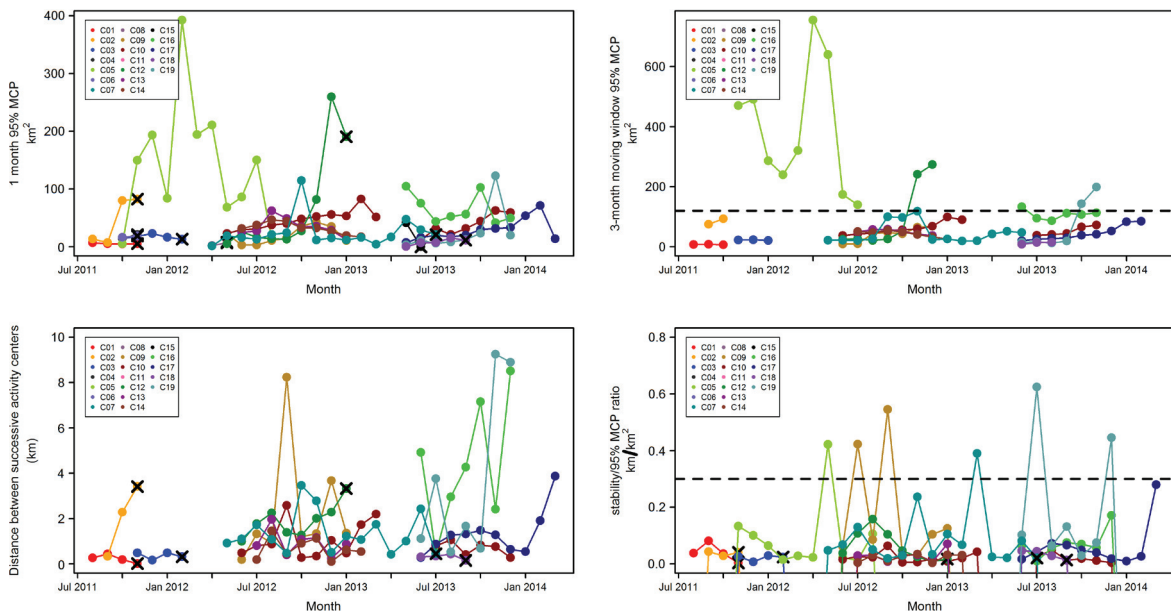 1 month 95% MCP
km²
400
300
200
100
0
C01 C08 C15
C02 C09 C16
C03 C10 C17
C04 C11 C18
C05 C12 C19
C06 C13
C07 C14
Jul 2011 Jan 2012 Jul 2012 Jan 2013 Jul 2013 Jan 2014
Month
3-month moving window 95% MCP
km²
600
400
200
0
C01 C08 C15
C02 C09 C16
C03 C10 C17
C04 C11 C18
C05 C12 C19
C06 C13
C07 C14
Jul 2011 Jan 2012 Jul 2012 Jan 2013 Jul 2013 Jan 2014
Month
Distance between successive activity centers
(km)
10
8
6
4
2
0
C01 C08 C15
C02 C09 C16
C03 C10 C17
C04 C11 C18
C05 C12 C19
C06 C13
C07 C14
Jul 2011 Jan 2012 Jul 2012 Jan 2013 Jul 2013 Jan 2014
Month
stability/95% MCP ratio
km/km²
0.8
0.6
0.4
0.2
0.0
C01 C08 C15
C02 C09 C16
C03 C10 C17
C04 C11 C18
C05 C12 C19
C06 C13
C07 C14
Jul 2011 Jan 2012 Jul 2012 Jan 2013 Jul 2013 Jan 2014
Month